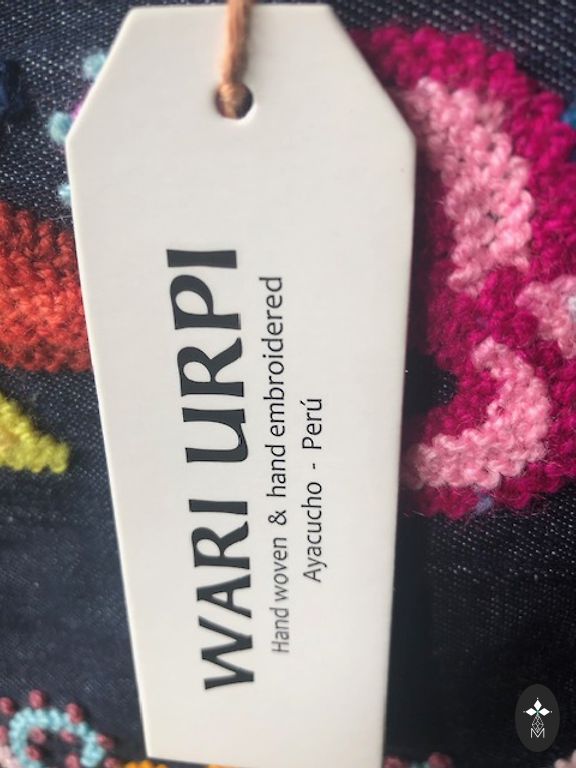 WARI URPI
Hand woven & hand embroidered
Ayacucho - Perú